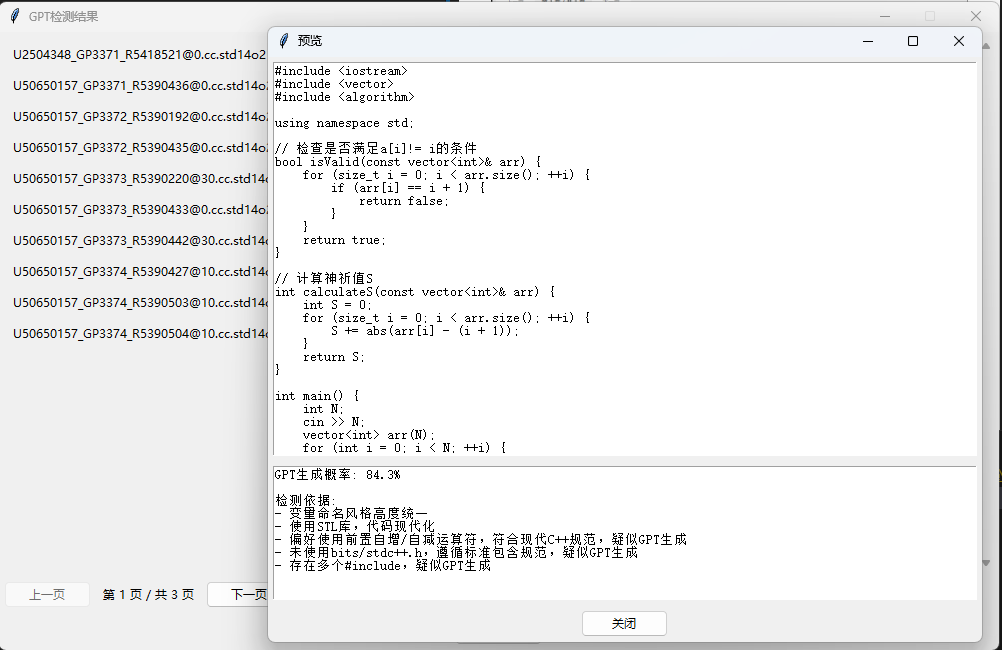 GPT检测结果
U2504348_GP3371_R5418521@0.cc.std14o2
U50650157_GP3371_R5390436@0.cc.std14o
U50650157_GP3372_R5390192@0.cc.std14o
U50650157_GP3372_R5390435@0.cc.std14o
U50650157_GP3373_R5390220@30.cc.std14
U50650157_GP3373_R5390433@0.cc.std14o
U50650157_GP3373_R5390442@30.cc.std14
U50650157_GP3374_R5390427@10.cc.std14
U50650157_GP3374_R5390503@10.cc.std14
U50650157_GP3374_R5390504@10.cc.std14
上一页 第 1 页 / 共 3 页 下一页
预览
#include <iostream>
#include <vector>
#include <algorithm>
using namespace std;
// 检查是否满足a[i]!= i的条件
bool isValid(const vector<int>& arr) {
for (size_t i = 0; i < arr.size(); ++i) {
if (arr[i] == i + 1) {
return false;
}
}
return true;
}
// 计算神祈值S
int calculateS(const vector<int>& arr) {
int S = 0;
for (size_t i = 0; i < arr.size(); ++i) {
S += abs(arr[i] - (i + 1));
}
return S;
}
int main() {
int N;
cin >> N;
vector<int> arr(N);
for (int i = 0; i < N; ++i) {
GPT生成概率: 84.3%
检测依据:
- 变量命名风格高度统一
- 使用STL库，代码现代化
- 偏好使用前置自增/自减运算符，符合现代C++规范，疑似GPT生成
- 未使用bits/stdc++.h，遵循标准包含规范，疑似GPT生成
- 存在多个#include，疑似GPT生成
关闭